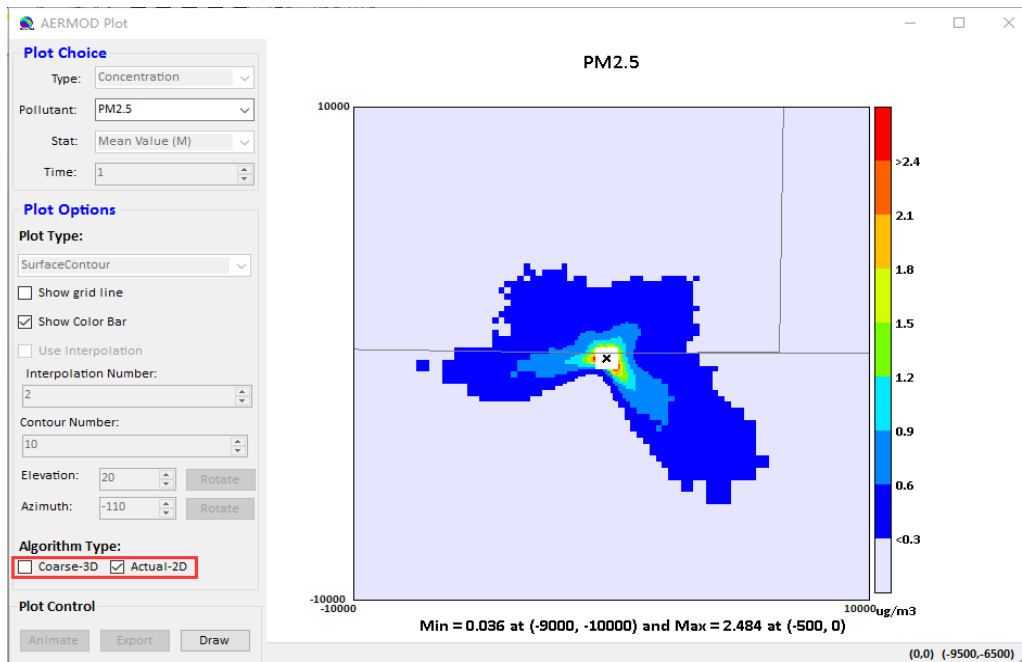 AERMOD Plot
Plot Choice
Type: Concentration
Pollutant: PM2.5
Stat: Mean Value (M)
Time: 1
Plot Options
Plot Type:
SurfaceContour
Show grid line
Show Color Bar
Use Interpolation
Interpolation Number:
2
Contour Number:
10
Elevation: 20 Rotate
Azimuth: -110 Rotate
Algorithm Type:
Coarse-3D Actual-2D
Plot Control
Animate Export Draw
PM2.5
10000
>2.4
2.1
1.8
1.5
1.2
0.9
0.6
<0.3
-10000
-10000 10000 ug/m3
Min = 0.036 at (-9000, -10000) and Max = 2.484 at (-500, 0)
(0,0) (-9500,-6500)